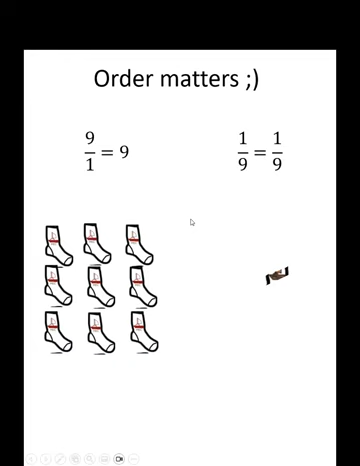 Order matters ;)
9/1 = 9
1/9 = 1/9